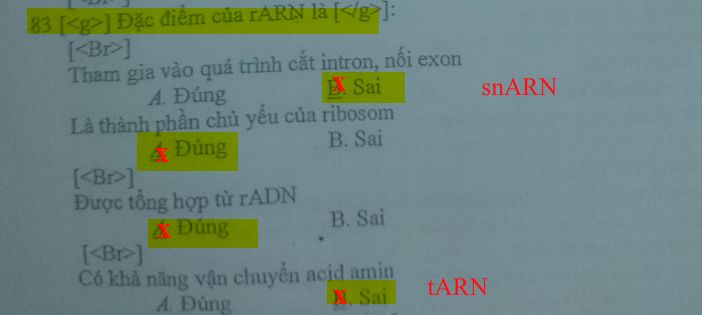 83 [<g>] Đặc điểm của rARN là [</g>]:
[<Br>]
Tham gia vào quá trình cắt intron, nối exon
A. Đúng B. Sai snARN
Là thành phần chủ yếu của ribosom
A. Đúng B. Sai
[<Br>]
Được tổng hợp từ rADN
A. Đúng B. Sai
[<Br>]
Có khả năng vận chuyển acid amin
A. Đúng B. Sai tARN